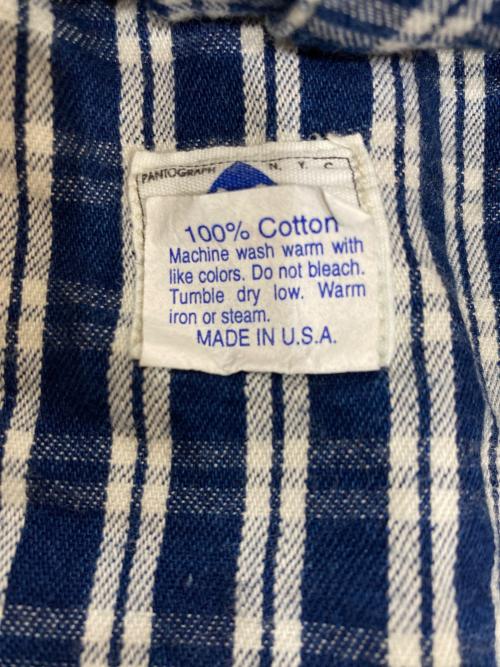 PANTOGRAPH N. Y. C.
100% Cotton
Machine wash warm with
like colors. Do not bleach.
Tumble dry low. Warm
iron or steam.
MADE IN U.S.A.